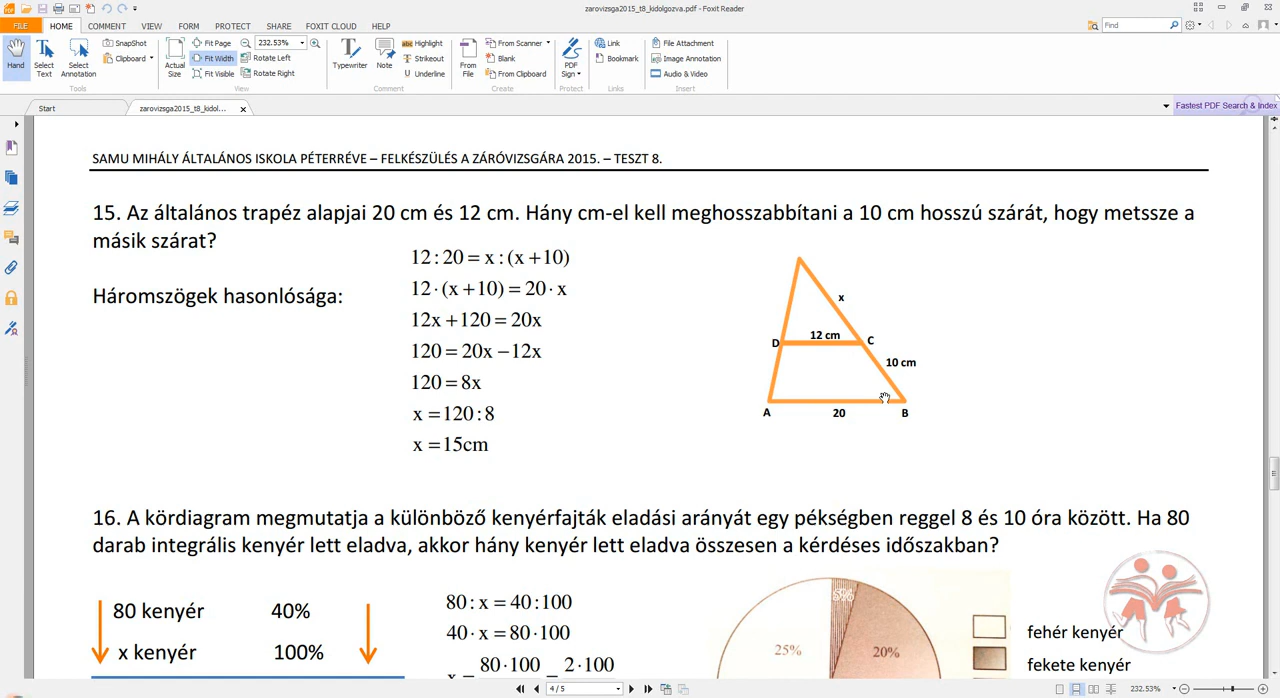 zarovizsga2015_t8_kidolgozva.pdf - Foxit Reader
FILE HOME COMMENT VIEW FORM PROTECT SHARE FOXIT CLOUD HELP
Find
Hand
Select Text
Select Annotation
SnapShot
Clipboard
Tools
Actual Size
Fit Page
Fit Width
Fit Visible
232.53%
Rotate Left
Rotate Right
View
Typewriter
Note
Highlight
Strikeout
Underline
Comment
From File
From Scanner
Blank
From Clipboard
Create
PDF Sign
Protect
Link
Bookmark
Links
File Attachment
Image Annotation
Audio & Video
Insert
Start
zarovizsga2015_t8_kidol...
Fastest PDF Search & Index
SAMU MIHÁLY ÁLTALÁNOS ISKOLA PÉTERRÉVE – FELKÉSZÜLÉS A ZÁRÓVIZSGÁRA 2015. – TESZT 8.
15. Az általános trapéz alapjai 20 cm és 12 cm. Hány cm-el kell meghosszabbítani a 10 cm hosszú szárát, hogy metssze a
másik szárat?
Háromszögek hasonlósága:
12 : 20 = x : (x + 10)
12 · (x + 10) = 20 · x
12x + 120 = 20x
120 = 20x − 12x
120 = 8x
x = 120 : 8
x = 15cm
x
12 cm
D
C
10 cm
A
20
B
16. A kördiagram megmutatja a különböző kenyérfajták eladási arányát egy pékségben reggel 8 és 10 óra között. Ha 80
darab integrális kenyér lett eladva, akkor hány kenyér lett eladva összesen a kérdéses időszakban?
80 kenyér 40%
x kenyér 100%
80 : x = 40 : 100
40 · x = 80 · 100
80 · 100 2 · 100
5%
25%
20%
fehér kenyér
fekete kenyér
4 / 5
232.53%